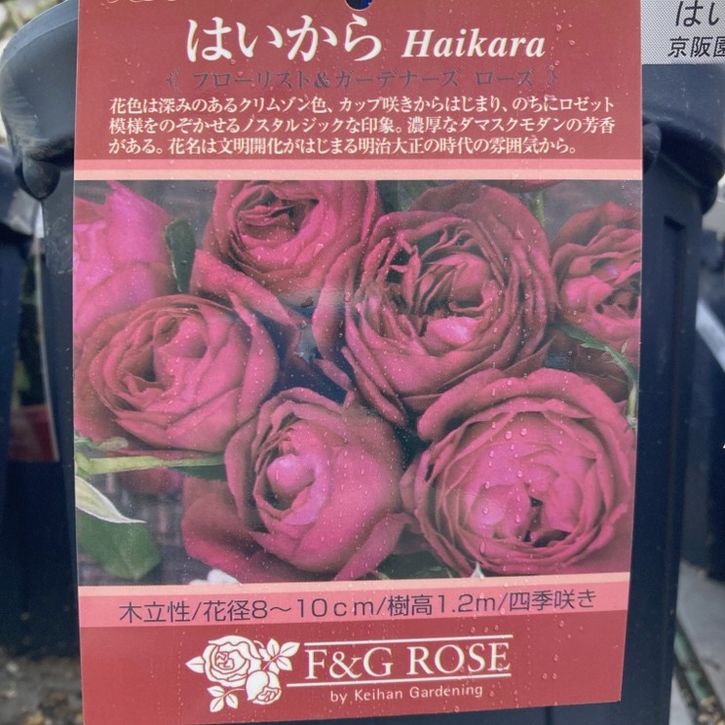 はいから Haikara
《 フローリスト&ガーデナーズ ローズ 》
花色は深みのあるクリムゾン色、カップ咲きからはじまり、のちにロゼット
模様をのぞかせるノスタルジックな印象。濃厚なダマスクモダンの芳香
がある。花名は文明開化がはじまる明治大正の時代の雰囲気から。
木立性/花径8〜10cm/樹高1.2m/四季咲き
F&G ROSE
by Keihan Gardening
はい
京阪園